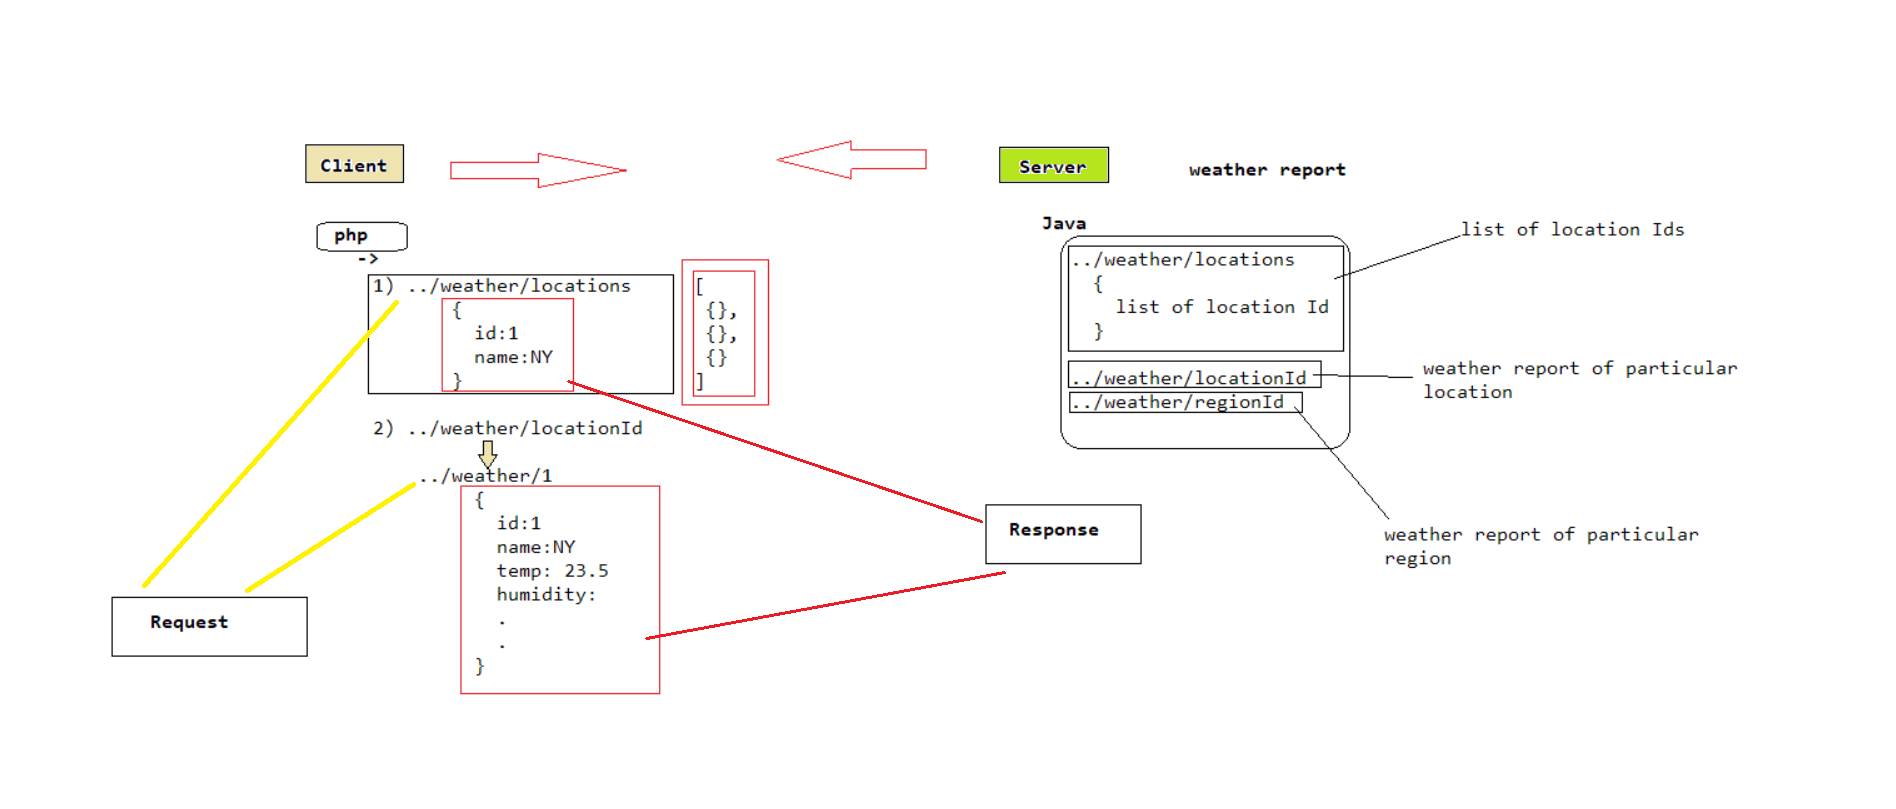 Client
Server
weather report
php
->
1) ../weather/locations
{
id:1
name:NY
}
[
{},
{},
{}
]
2) ../weather/locationId
../weather/1
{
id:1
name:NY
temp: 23.5
humidity:
.
.
}
Request
Response
Java
../weather/locations
{
list of location Id
}
../weather/locationId
../weather/regionId
list of location Ids
weather report of particular
location
weather report of particular
region